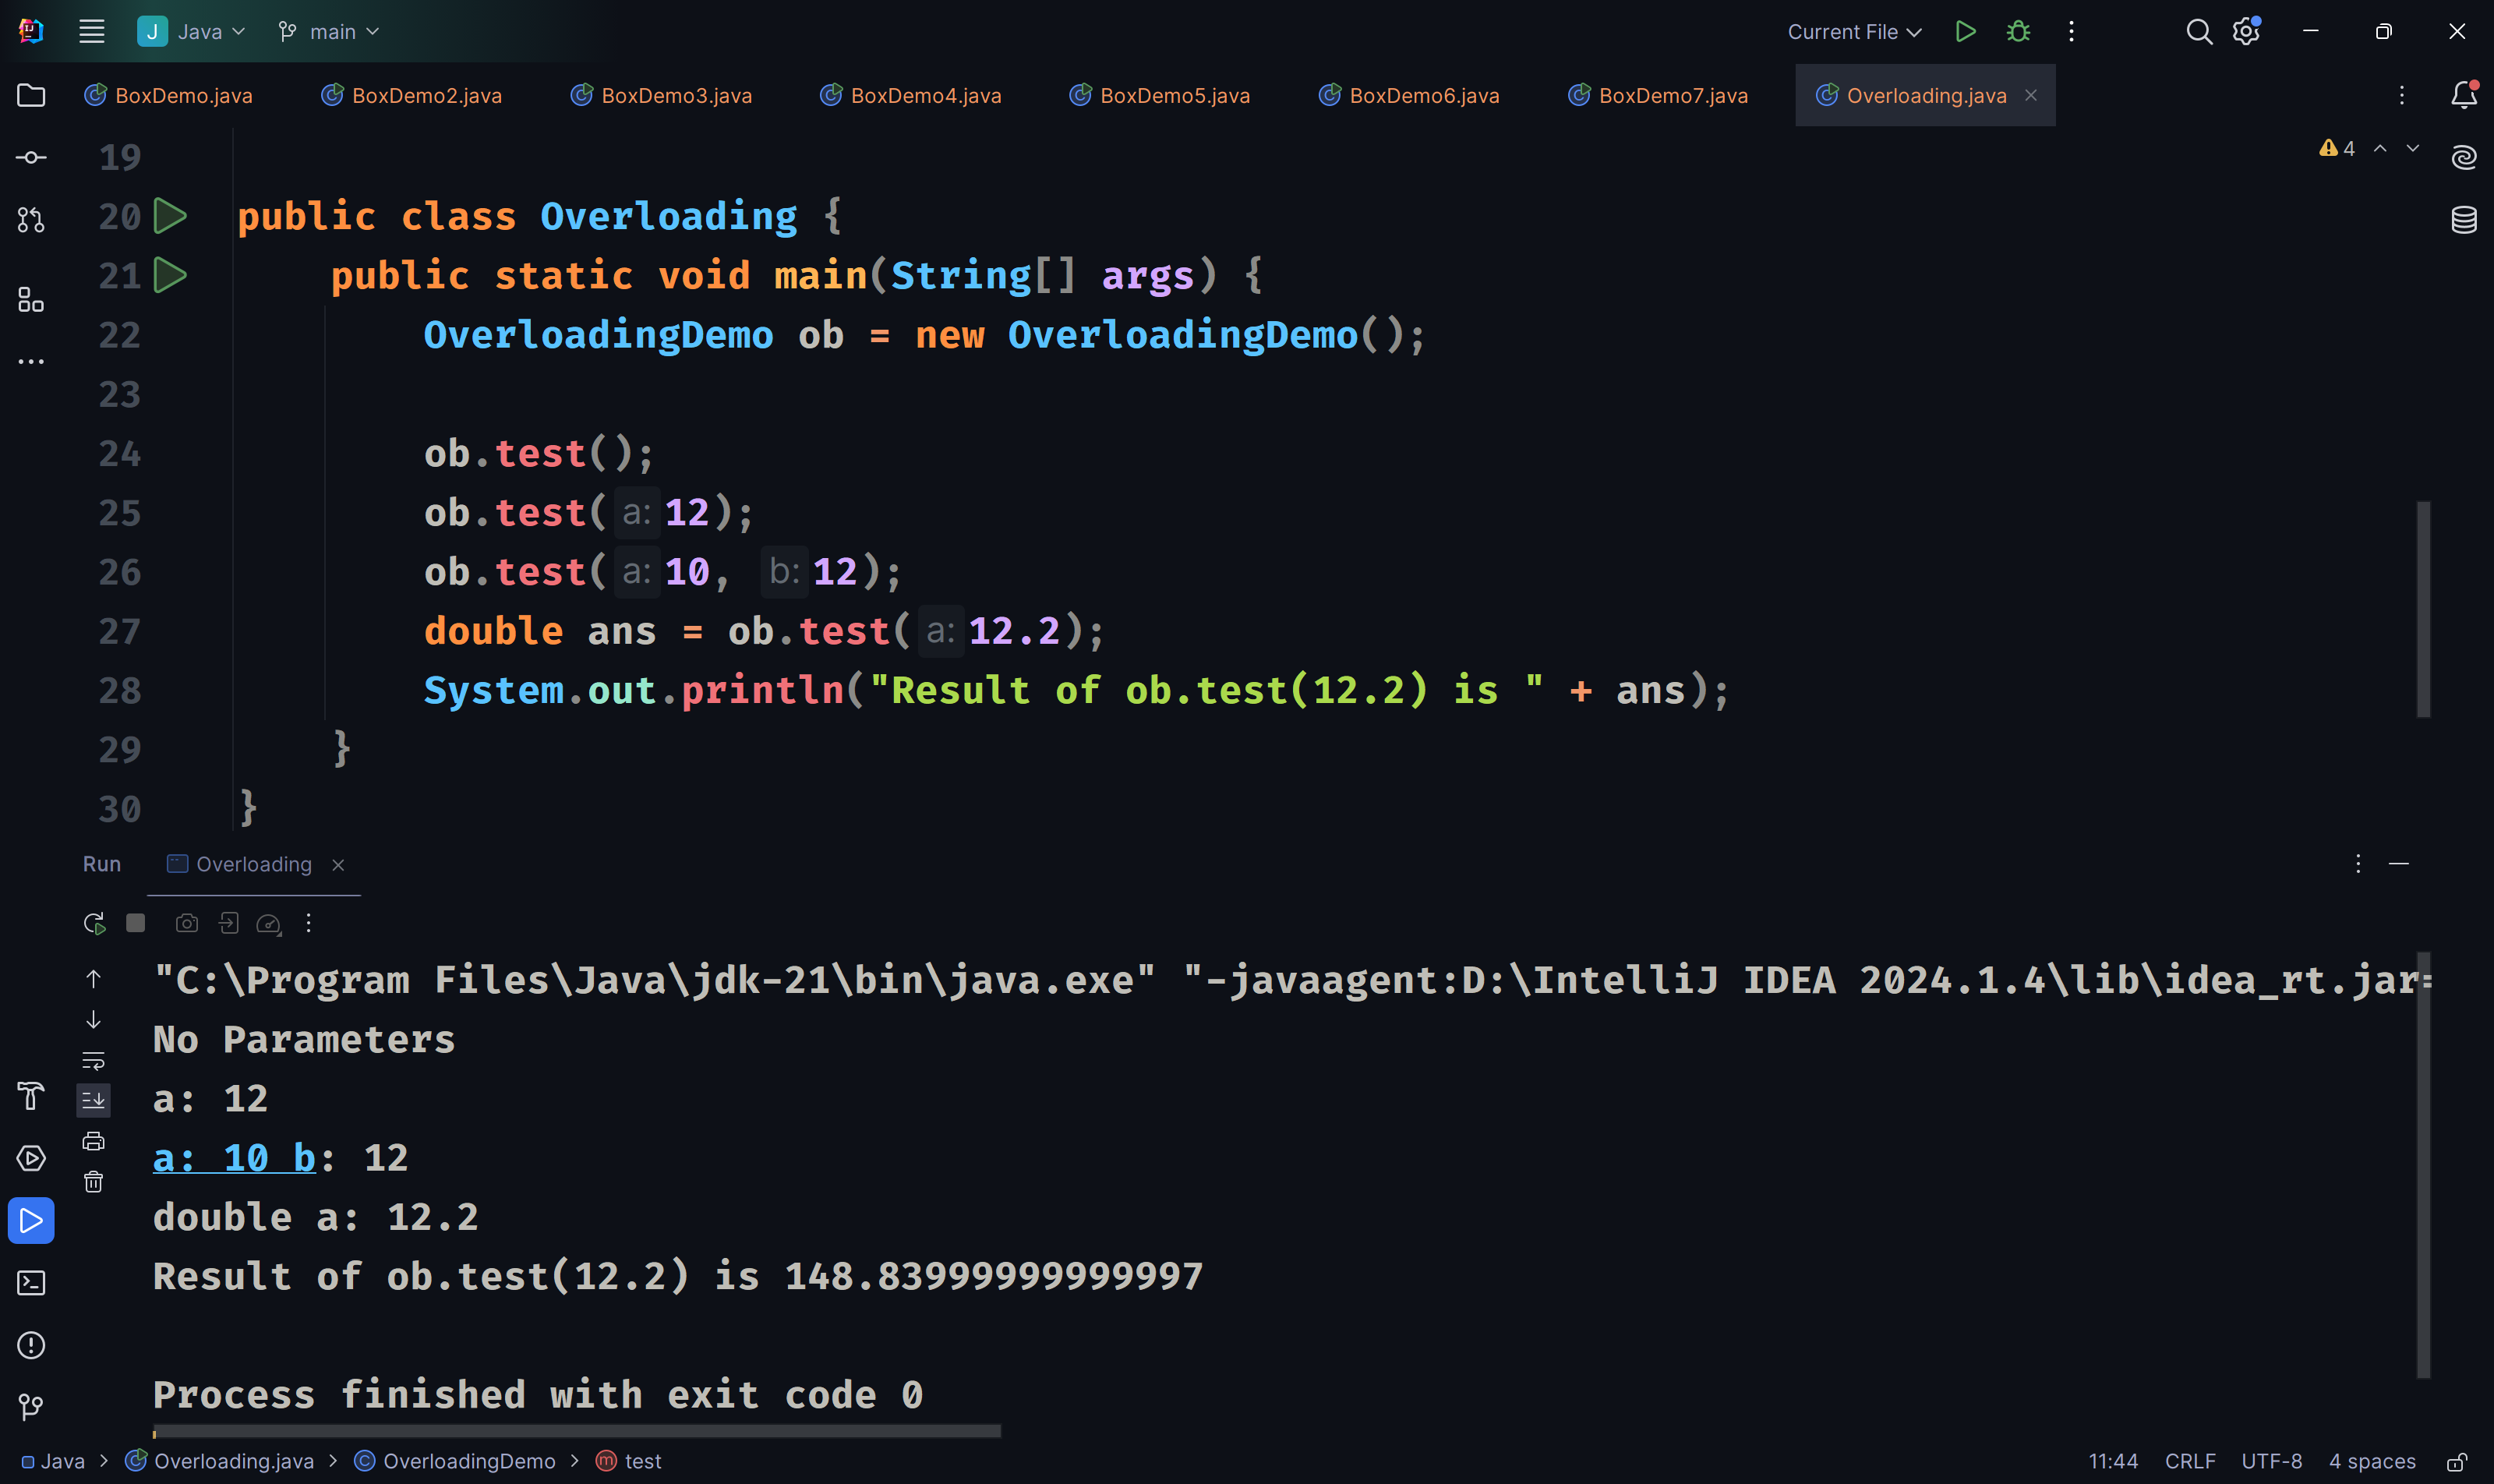 J Java main Current File
BoxDemo.java BoxDemo2.java BoxDemo3.java BoxDemo4.java BoxDemo5.java BoxDemo6.java BoxDemo7.java Overloading.java
4
19
20 public class Overloading {
21 public static void main(String[] args) {
22 OverloadingDemo ob = new OverloadingDemo();
23
24 ob.test();
25 ob.test( a: 12);
26 ob.test( a: 10, b: 12);
27 double ans = ob.test( a: 12.2);
28 System.out.println("Result of ob.test(12.2) is " + ans);
29 }
30 }
Run Overloading
"C:\Program Files\Java\jdk-21\bin\java.exe" "-javaagent:D:\IntelliJ IDEA 2024.1.4\lib\idea_rt.jar=
No Parameters
a: 12
a: 10 b: 12
double a: 12.2
Result of ob.test(12.2) is 148.83999999999997
Process finished with exit code 0
Java > Overloading.java > OverloadingDemo > test 11:44 CRLF UTF-8 4 spaces